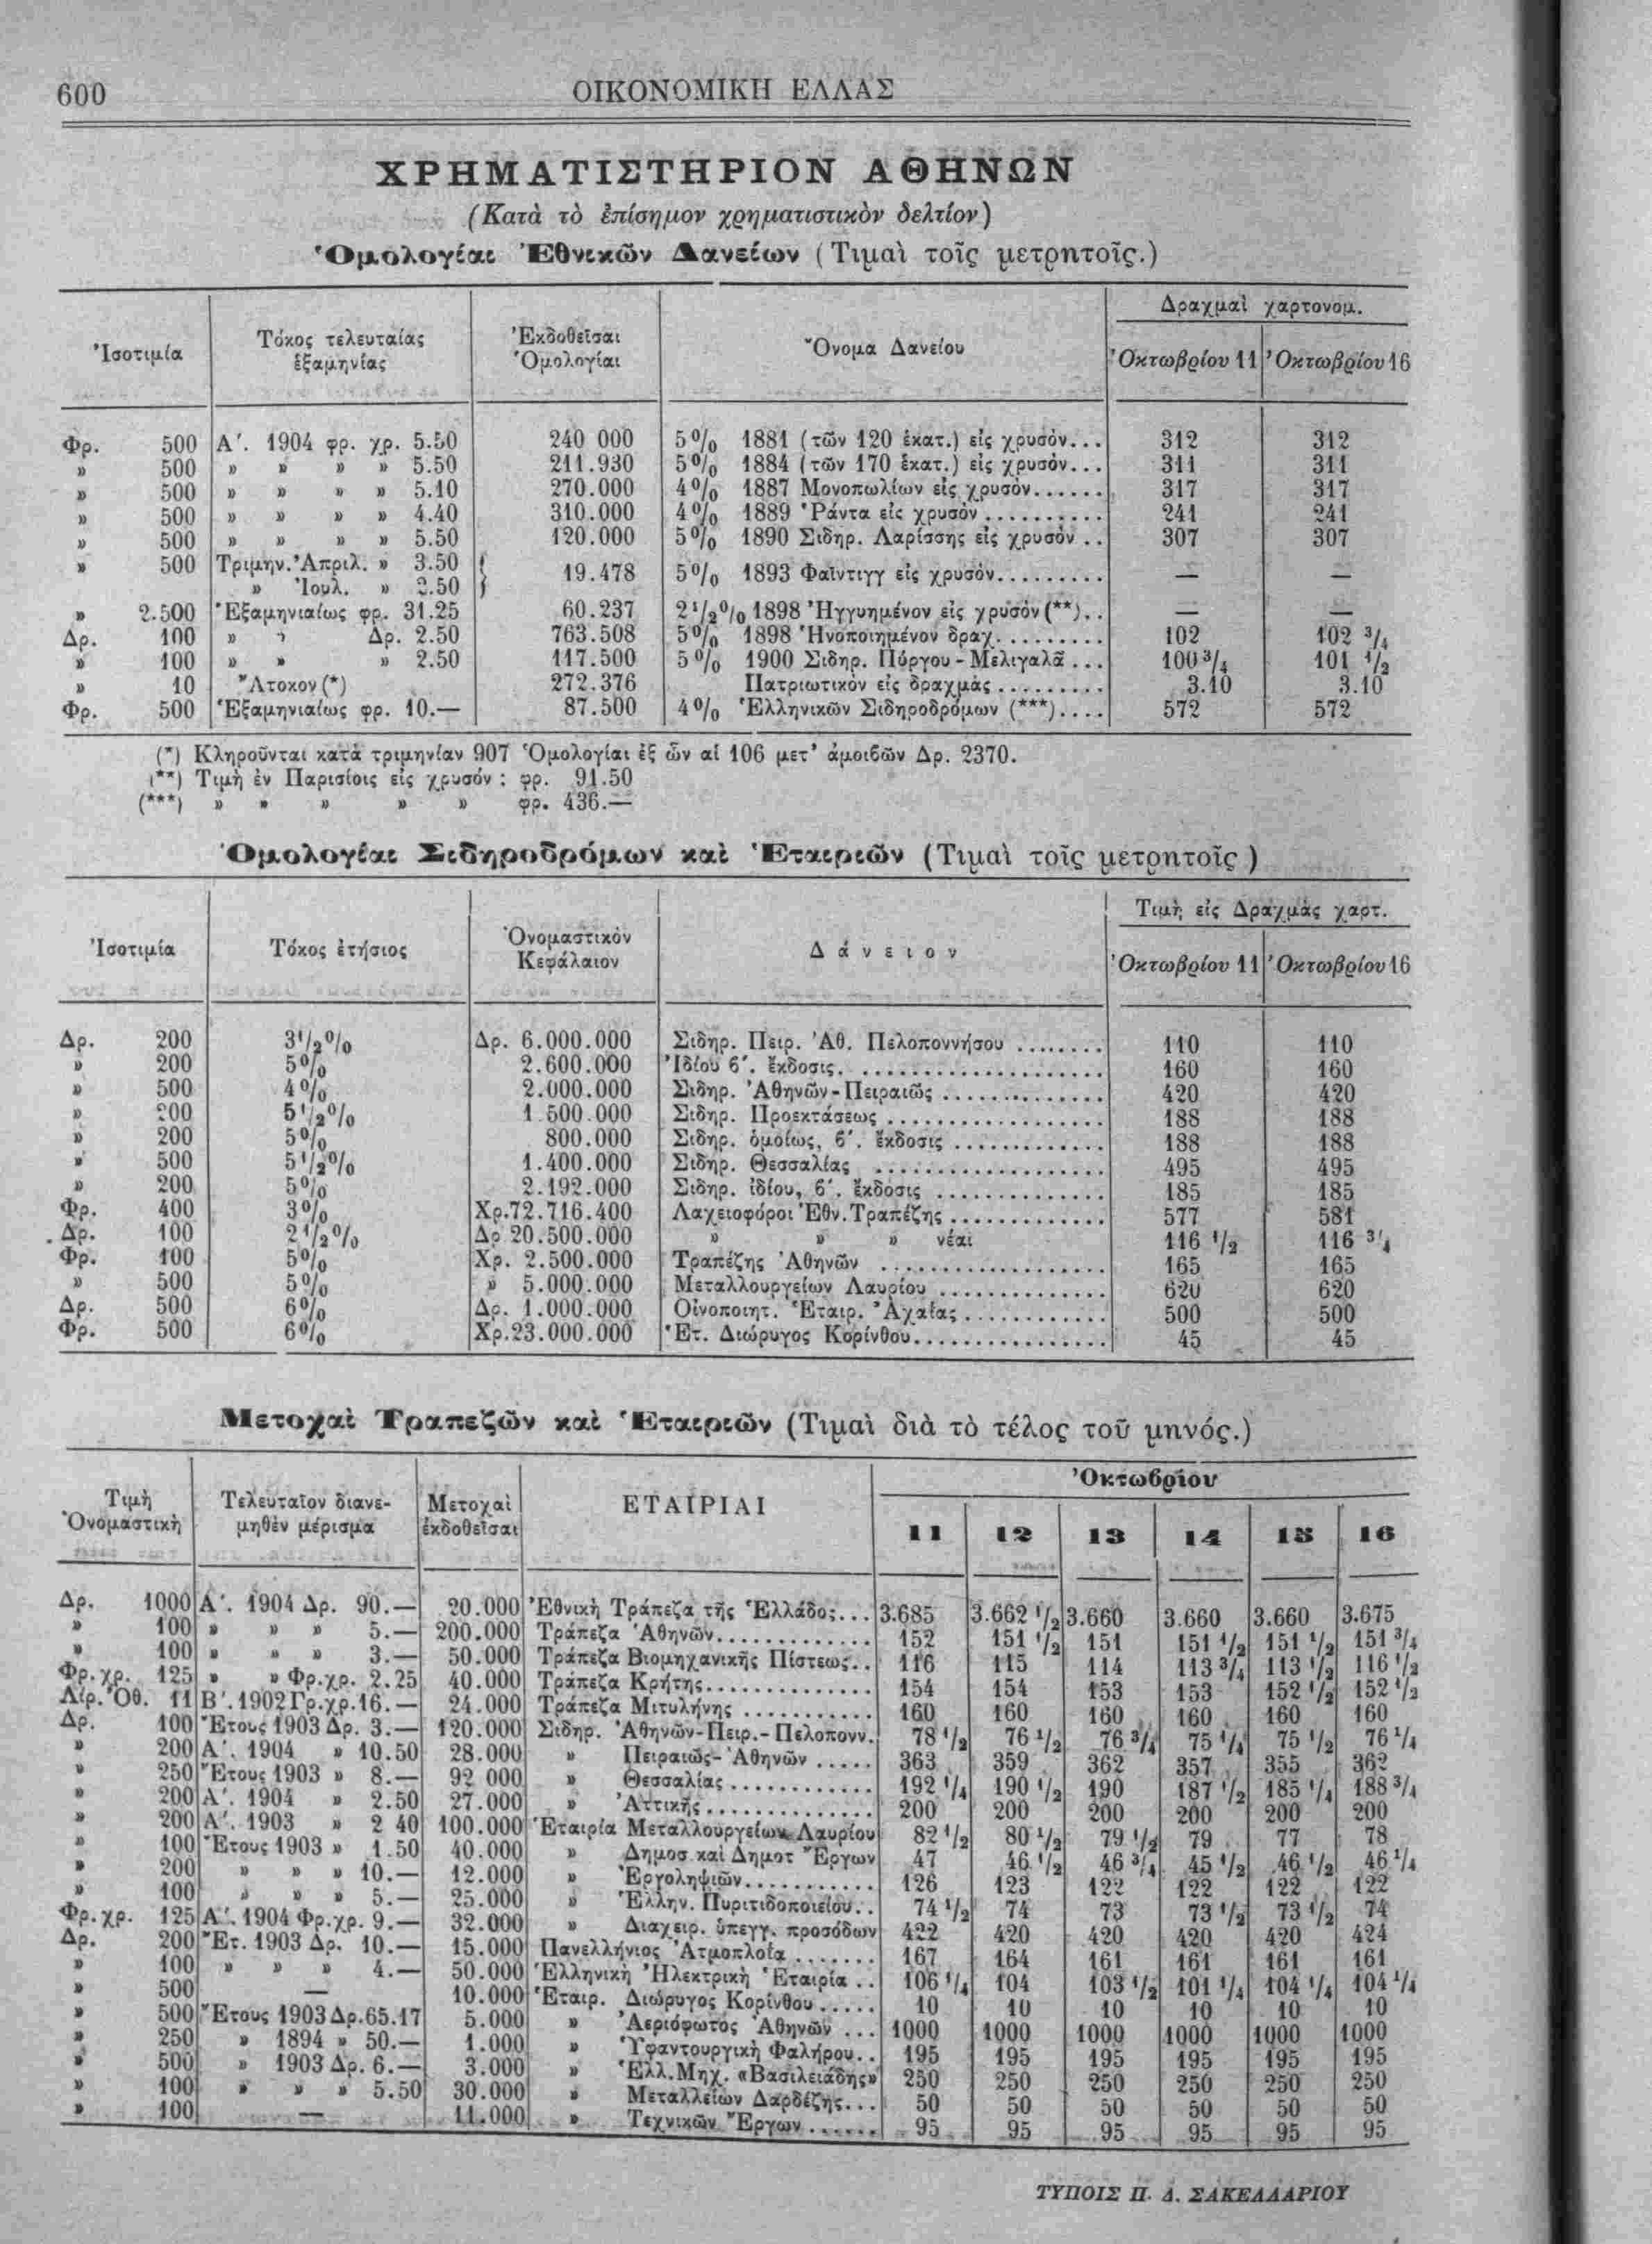 600 ΟΙΚΟΝΟΜΙΚΗ ΕΛΛΑΣ
ΧΡΗΜΑΤΙΣΤΗΡΙΟΝ ΑΘΗΝΩΝ
(Κατὰ τὸ ἐπίσημον χρηματιστικὸν δελτίον)
Ὁμολογίαι Ἐθνικῶν Δανείων (Τιμαὶ τοῖς μετρητοῖς.)
Ἰσοτιμία Τόκος τελευταίας ἑξαμηνίας Ἐκδοθεῖσαι Ὁμολογίαι Ὄνομα Δανείου Δραχμαὶ χαρτονομ.
Ὀκτωβρίου 11 Ὀκτωβρίου 16
Φρ. 500 Α΄. 1904 φρ. χρ. 5.50 240 000 5% 1881 (τῶν 120 ἑκατ.) εἰς χρυσόν... 312 312
» 500 » » » » 5.50 211.930 5% 1884 (τῶν 170 ἑκατ.) εἰς χρυσόν... 311 311
» 500 » » » » 5.10 270.000 4% 1887 Μονοπωλίων εἰς χρυσόν...... 317 317
» 500 » » » » 4.40 310.000 4% 1889 Ῥάντα εἰς χρυσόν .......... 241 241
» 500 » » » » 5.50 120.000 5% 1890 Σιδηρ. Λαρίσσης εἰς χρυσόν .. 307 307
» 500 Τριμην. Ἀπριλ. » 3.50
» Ἰουλ. » 2.50 19.478 5% 1893 Φαϊντιγγ εἰς χρυσόν......... — —
» 2.500 Ἑξαμηνιαίως φρ. 31.25 60.237 2 1/2% 1898 Ἠγγυημένον εἰς χρυσόν (**).. — —
Δρ. 100 » » Δρ. 2.50 763.508 5% 1898 Ἡνοποιημένον δραχ......... 102 102 3/4
» 100 » » » 2.50 117.500 5% 1900 Σιδηρ. Πύργου - Μελιγαλᾶ ... 100 3/4 101 1/2
» 10 Ἄτοκον (*) 272.376 Πατριωτικὸν εἰς δραχμάς ......... 3.10 3.10
Φρ. 500 Ἑξαμηνιαίως φρ. 10.— 87.500 4% Ἑλληνικῶν Σιδηροδρόμων (***).... 572 572
(*) Κληροῦνται κατὰ τριμηνίαν 907 Ὁμολογίαι ἐξ ὧν αἱ 106 μετ' ἀμοιβῶν Δρ. 2370.
(**) Τιμὴ ἐν Παρισίοις εἰς χρυσόν : φρ. 91.50
(***) » » » » » φρ. 436.—
Ὁμολογίαι Σιδηροδρόμων καὶ Ἑταιριῶν (Τιμαὶ τοῖς μετρητοῖς )
Ἰσοτιμία Τόκος ἐτήσιος Ὀνομαστικὸν Κεφάλαιον Δάνειον Τιμὴ εἰς Δραχμὰς χαρτ.
Ὀκτωβρίου 11 Ὀκτωβρίου 16
Δρ. 200 3 1/2% Δρ. 6.000.000 Σιδηρ. Πειρ. Ἀθ. Πελοποννήσου ........ 110 110
» 200 5% 2.600.000 Ἰδίου β΄. ἔκδοσις. .................... 160 160
» 500 4% 2.000.000 Σιδηρ. Ἀθηνῶν - Πειραιῶς ............. 420 420
» 200 5 1/2% 1 500.000 Σιδηρ. Προεκτάσεως .................. 188 188
» 200 5% 800.000 Σιδηρ. ὁμοίως, β΄. ἔκδοσις ............ 188 188
» 500 5 1/2% 1.400.000 Σιδηρ. Θεσσαλίας .................... 495 495
» 200 5% 2.192.000 Σιδηρ. ἰδίου, β΄. ἔκδοσις .............. 185 185
Φρ. 400 3% Χρ. 72.716.400 Λαχειοφόροι Ἐθν. Τραπέζης ............. 577 581
Δρ. 100 2 1/2% Δρ 20.500.000 » » » νέαι 116 1/2 116 3/4
Φρ. 100 5% Χρ. 2.500.000 Τραπέζης Ἀθηνῶν .................. 165 165
» 500 5% » 5.000.000 Μεταλλουργείων Λαυρίου .............. 620 620
Δρ. 500 6% Δρ. 1.000.000 Οἰνοποιητ. Ἑταιρ. Ἀχαΐας ............ 500 500
Φρ. 500 6% Χρ. 23.000.000 Ἑτ. Διώρυγος Κορίνθου................ 45 45
Μετοχαὶ Τραπεζῶν καὶ Ἑταιριῶν (Τιμαὶ διὰ τὸ τέλος τοῦ μηνός.)
Τιμὴ Ὀνομαστικὴ Τελευταῖον διανεμηθὲν μέρισμα Μετοχαὶ ἐκδοθεῖσαι ΕΤΑΙΡΙΑΙ Ὀκτωβρίου
11 12 13 14 15 16
Δρ. 1000 Α΄. 1904 Δρ. 90.— 20.000 Ἐθνικὴ Τράπεζα τῆς Ἑλλάδος... 3.685 3.662 1/2 3.660 3.660 3.660 3.675
» 100 » » » 5.— 200.000 Τράπεζα Ἀθηνῶν............. 152 151 1/2 151 151 1/2 151 1/2 151 3/4
» 100 » » » 3.— 50.000 Τράπεζα Βιομηχανικῆς Πίστεως.. 116 115 114 113 3/4 113 1/2 116 1/2
Φρ. χρ. 125 » » Φρ.χρ. 2.25 40.000 Τράπεζα Κρήτης.............. 154 154 153 153 152 1/2 152 1/2
Λίρ. Ὀθ. 11 Β΄. 1902 Γρ.χρ. 16.— 24.000 Τράπεζα Μιτυλήνης ........... 160 160 160 160 160 160
Δρ. 100 Ἔτους 1903 Δρ. 3.— 120.000 Σιδηρ. Ἀθηνῶν-Πειρ.-Πελοπονν. 78 1/2 76 1/2 76 3/4 75 1/4 75 1/2 76 1/4
» 200 Α΄. 1904 » 10.50 28.000 » Πειραιῶς-Ἀθηνῶν ..... 363 359 362 357 355 362
» 250 Ἔτους 1903 » 8.— 92 000 » Θεσσαλίας ............ 192 1/4 190 1/2 190 187 1/2 185 1/4 188 3/4
» 200 Α΄. 1904 » 2.50 27.000 » Ἀττικῆς .............. 200 200 200 200 200 200
» 200 Α΄. 1903 » 2 40 100.000 Ἑταιρία Μεταλλουργείων Λαυρίου 82 1/2 80 1/2 79 1/2 79 77 78
» 100 Ἔτους 1903 » 1.50 40.000 » Δημοσ. καὶ Δημοτ Ἔργων 47 46 1/2 46 3/4 45 1/2 46 1/2 46 1/4
» 200 » » » 10.— 12.000 » Ἐργοληψιῶν........... 126 123 122 122 122 122
» 100 » » » 5.— 25.000 » Ἑλλην. Πυριτιδοποιείου.. 74 1/2 74 73 73 1/2 73 1/2 74
Φρ. χρ. 125 Α΄. 1904 Φρ.χρ. 9.— 32.000 » Διαχειρ. ὑπεγγ. προσόδων 422 420 420 420 420 424
Δρ. 200 Ἔτ. 1903 Δρ. 10.— 15.000 Πανελλήνιος Ἀτμοπλοΐα ....... 167 164 161 161 161 161
» 100 » » » 4.— 50.000 Ἑλληνικὴ Ἠλεκτρικὴ Ἑταιρία .. 106 1/4 104 103 1/2 101 1/4 104 1/4 104 1/4
» 500 — 10.000 Ἑταιρ. Διώρυγος Κορίνθου ..... 10 10 10 10 10 10
» 500 Ἔτους 1903 Δρ. 65.17 5.000 » Ἀεριόφωτος Ἀθηνῶν ... 1000 1000 1000 1000 1000 1000
» 250 » 1894 » 50.— 1.000 » Ὑφαντουργικὴ Φαλήρου.. 195 195 195 195 195 195
» 500 » 1903 Δρ. 6.— 3.000 » Ἑλλ. Μηχ. «Βασιλειάδης» 250 250 250 250 250 250
» 100 » » » 5.50 30.000 » Μεταλλείων Δαρδέζης... 50 50 50 50 50 50
» 100 — 11.000 » Τεχνικῶν Ἔργων ...... 95 95 95 95 95 95
ΤΥΠΟΙΣ Π. Δ. ΣΑΚΕΛΛΑΡΙΟΥ